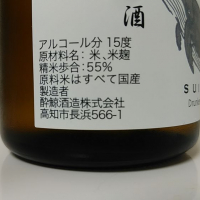 酒
アルコール分 15度
原材料名：米、米麹
精米歩合：55%
原料米はすべて国産
製造者
酔鯨酒造株式会社
高知市長浜566-1
SU